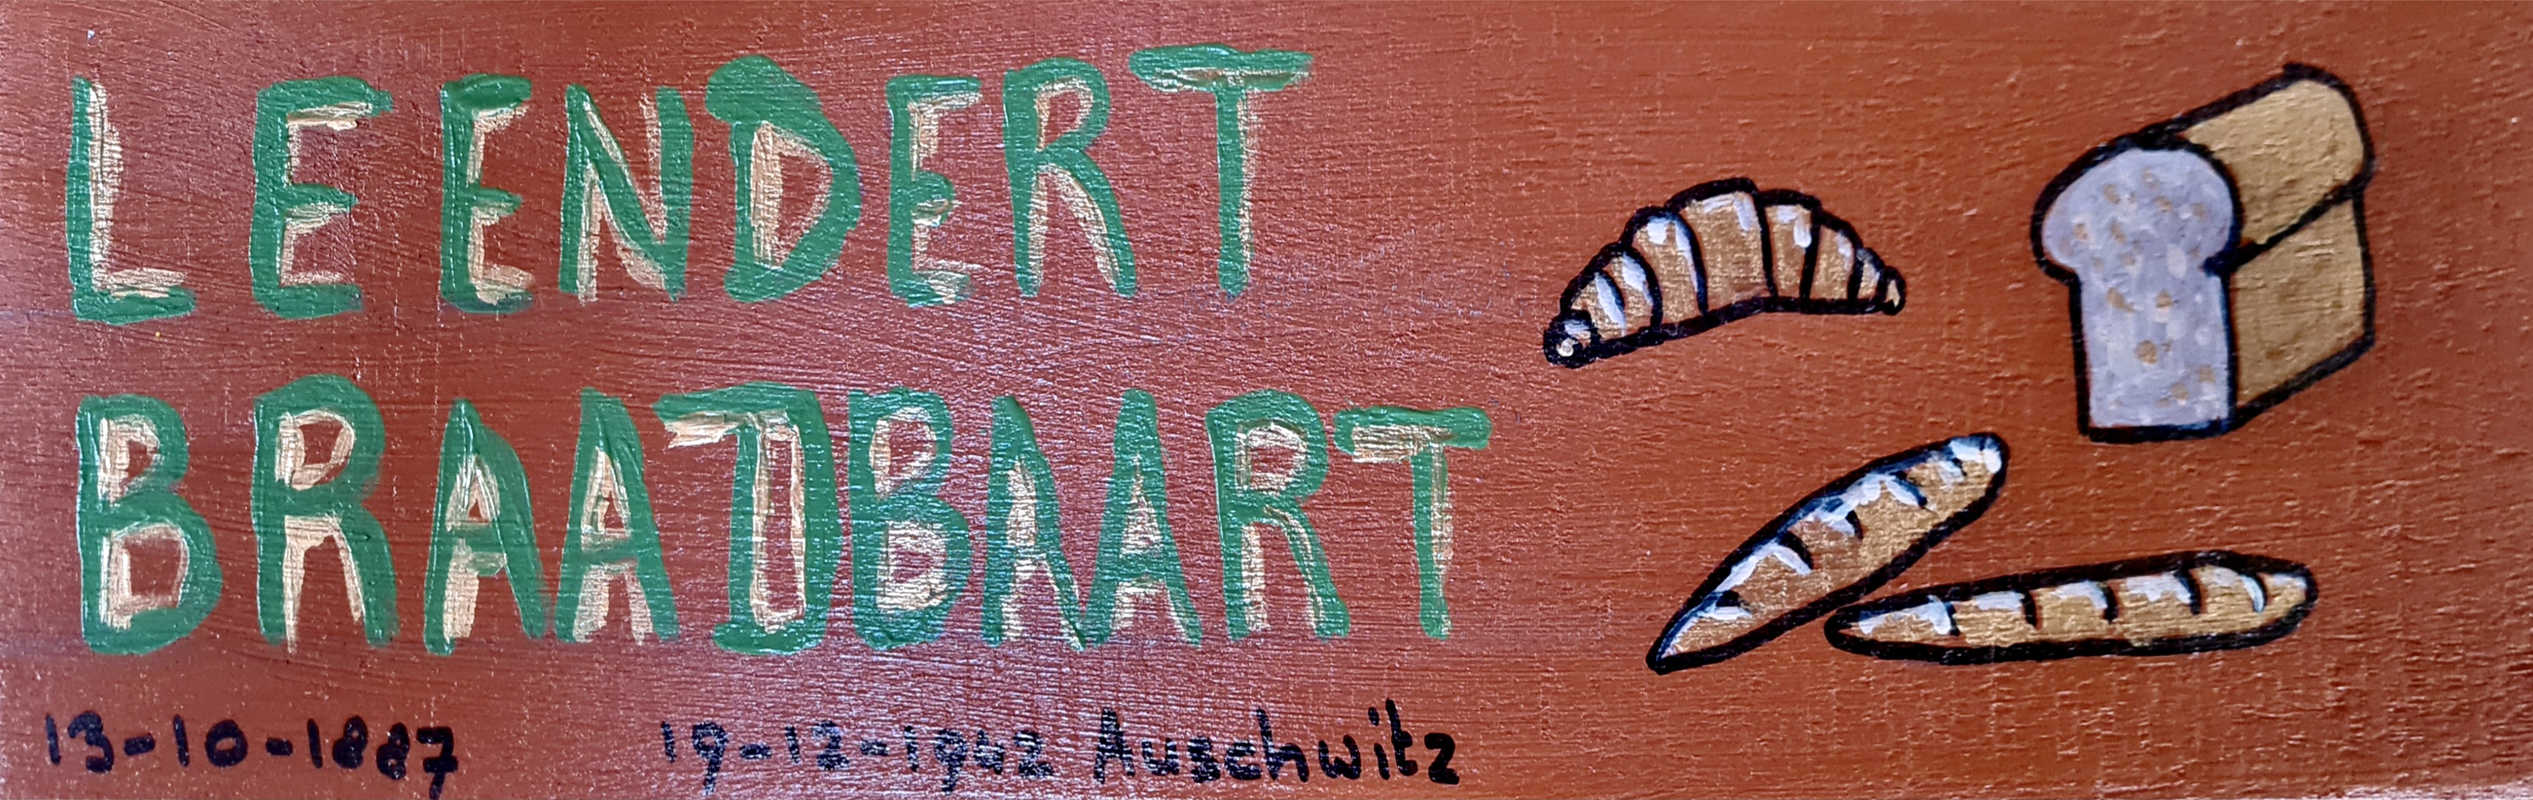 LEENDERT
BRAADBAART
13-10-1887 19-12-1942 Auschwitz